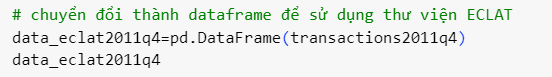 # chuyển đổi thành dataframe để sử dụng thư viện ECLAT
data_eclat2011q4=pd.DataFrame(transactions2011q4)
data_eclat2011q4